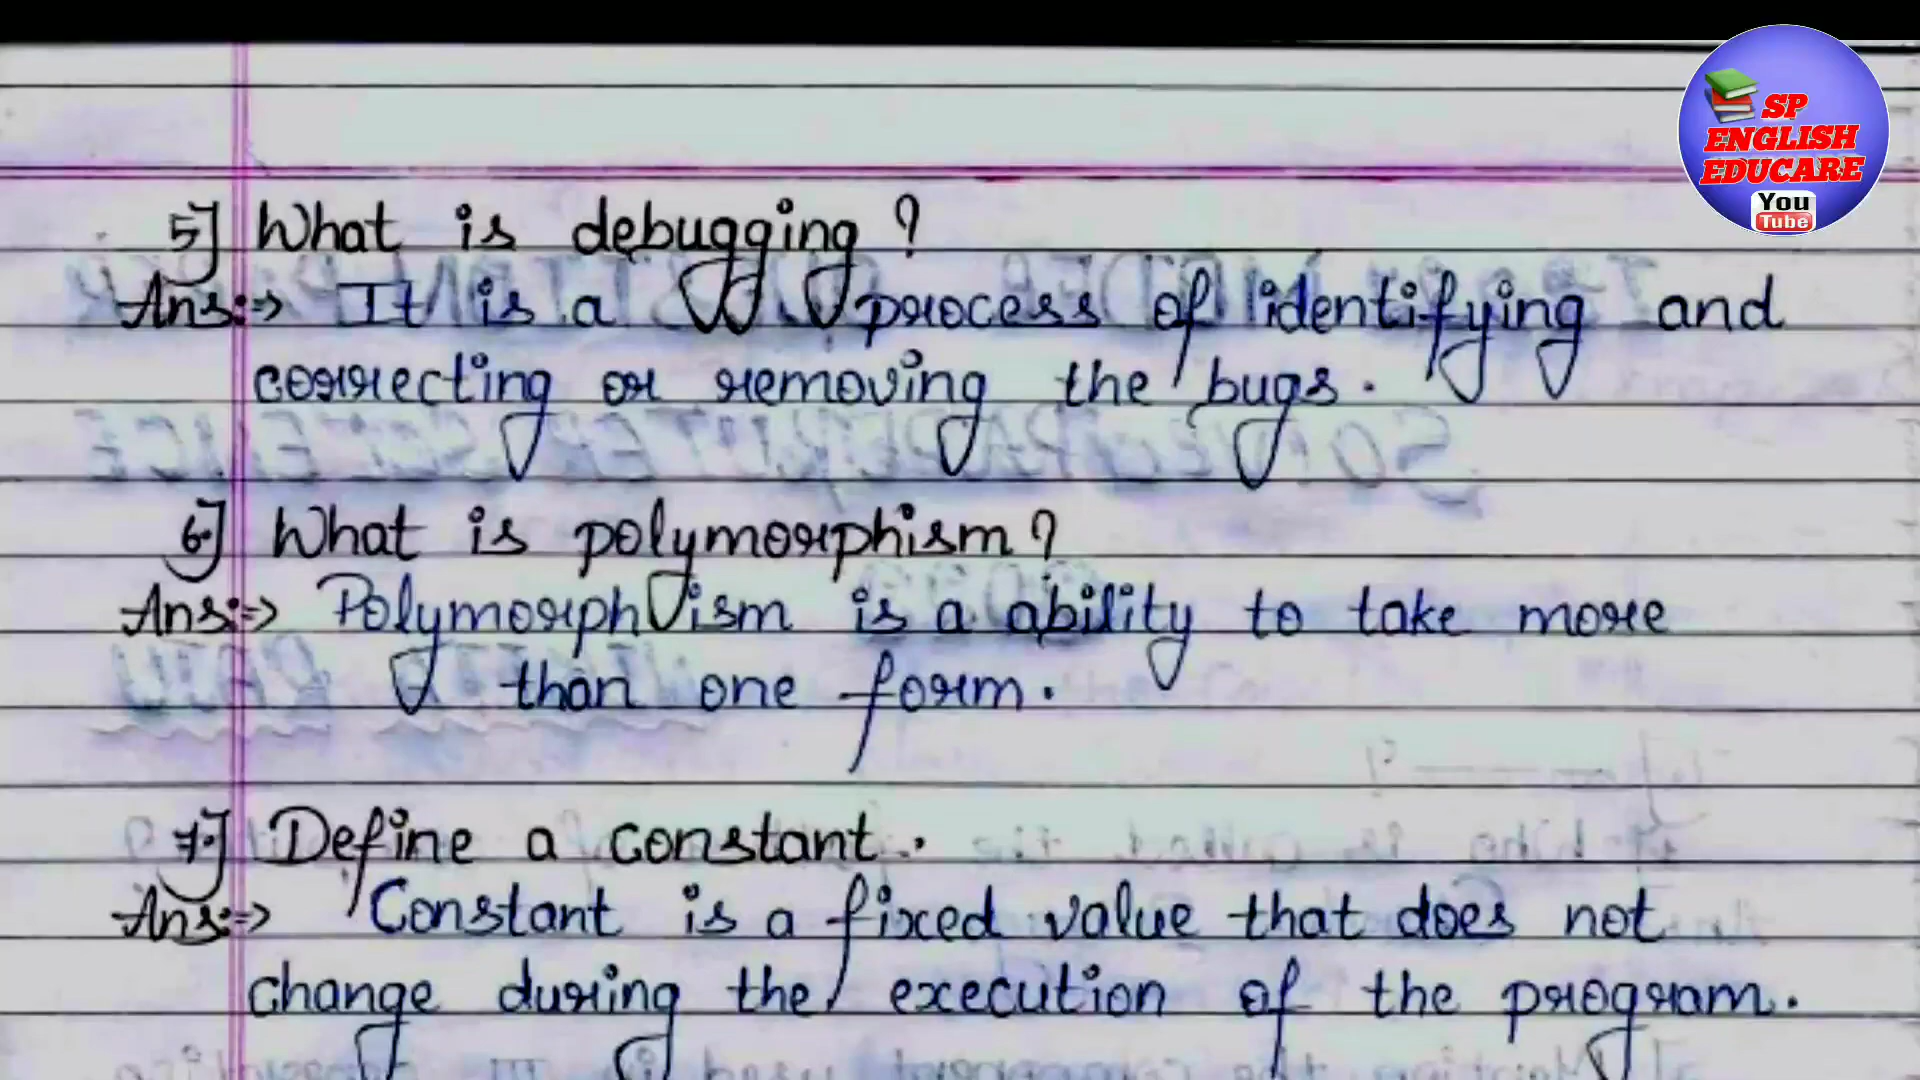 SP
ENGLISH
EDUCARE
You
Tube
5] What is debugging ?
Ans:=> It is a process of identifying and
correcting or removing the bugs.
6.] What is polymorphism?
Ans:=> Polymorphism is a ability to take more
than one form.
7.] Define a constant.
Ans:=> Constant is a fixed value that does not
change during the execution of the program.